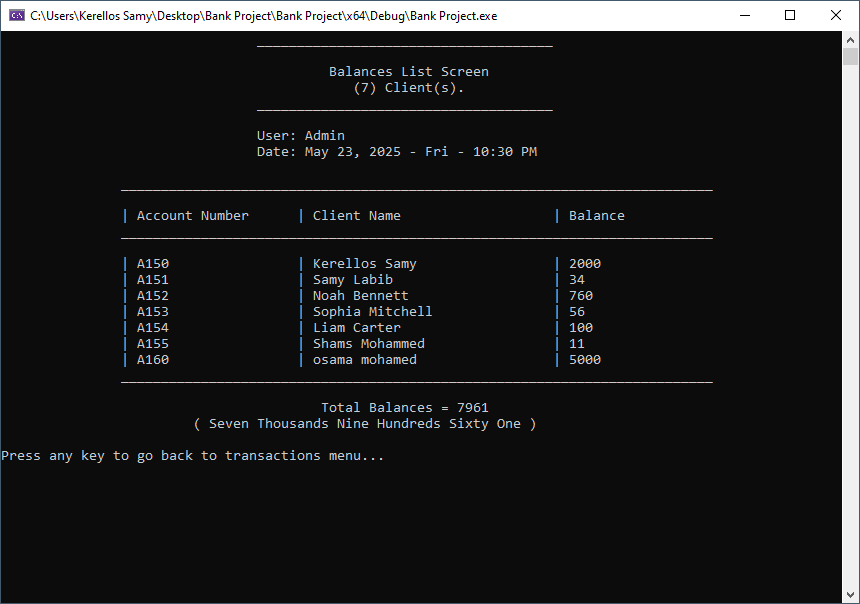 C:\Users\Kerellos Samy\Desktop\Bank Project\Bank Project\x64\Debug\Bank Project.exe
Balances List Screen
(7) Client(s).
User: Admin
Date: May 23, 2025 - Fri - 10:30 PM
| Account Number | Client Name | Balance
| A150 | Kerellos Samy | 2000
| A151 | Samy Labib | 34
| A152 | Noah Bennett | 760
| A153 | Sophia Mitchell | 56
| A154 | Liam Carter | 100
| A155 | Shams Mohammed | 11
| A160 | osama mohamed | 5000
Total Balances = 7961
( Seven Thousands Nine Hundreds Sixty One )
Press any key to go back to transactions menu...